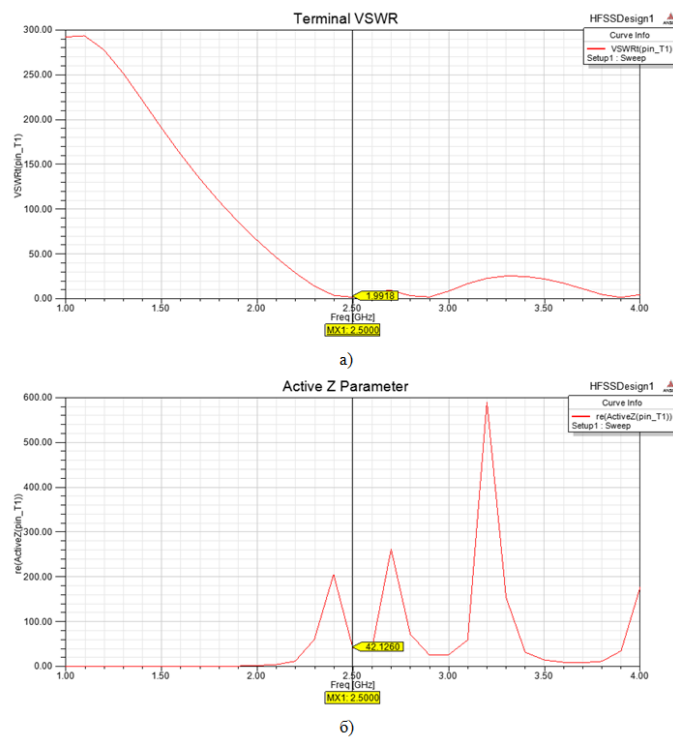 Terminal VSWR
HFSSDesign1
Curve Info
VSWRt(pin_T1)
Setup1 : Sweep
300.00
250.00
200.00
150.00
100.00
50.00
0.00
VSWRt(pin_T1)
1.9918
1.00
1.50
2.00
2.50
3.00
3.50
4.00
Freq [GHz]
MX1: 2.5000
а)
Active Z Parameter
HFSSDesign1
Curve Info
re(ActiveZ(pin_T1))
Setup1 : Sweep
600.00
500.00
400.00
300.00
200.00
100.00
0.00
re(ActiveZ(pin_T1))
42.1260
1.00
1.50
2.00
2.50
3.00
3.50
4.00
Freq [GHz]
MX1: 2.5000
б)